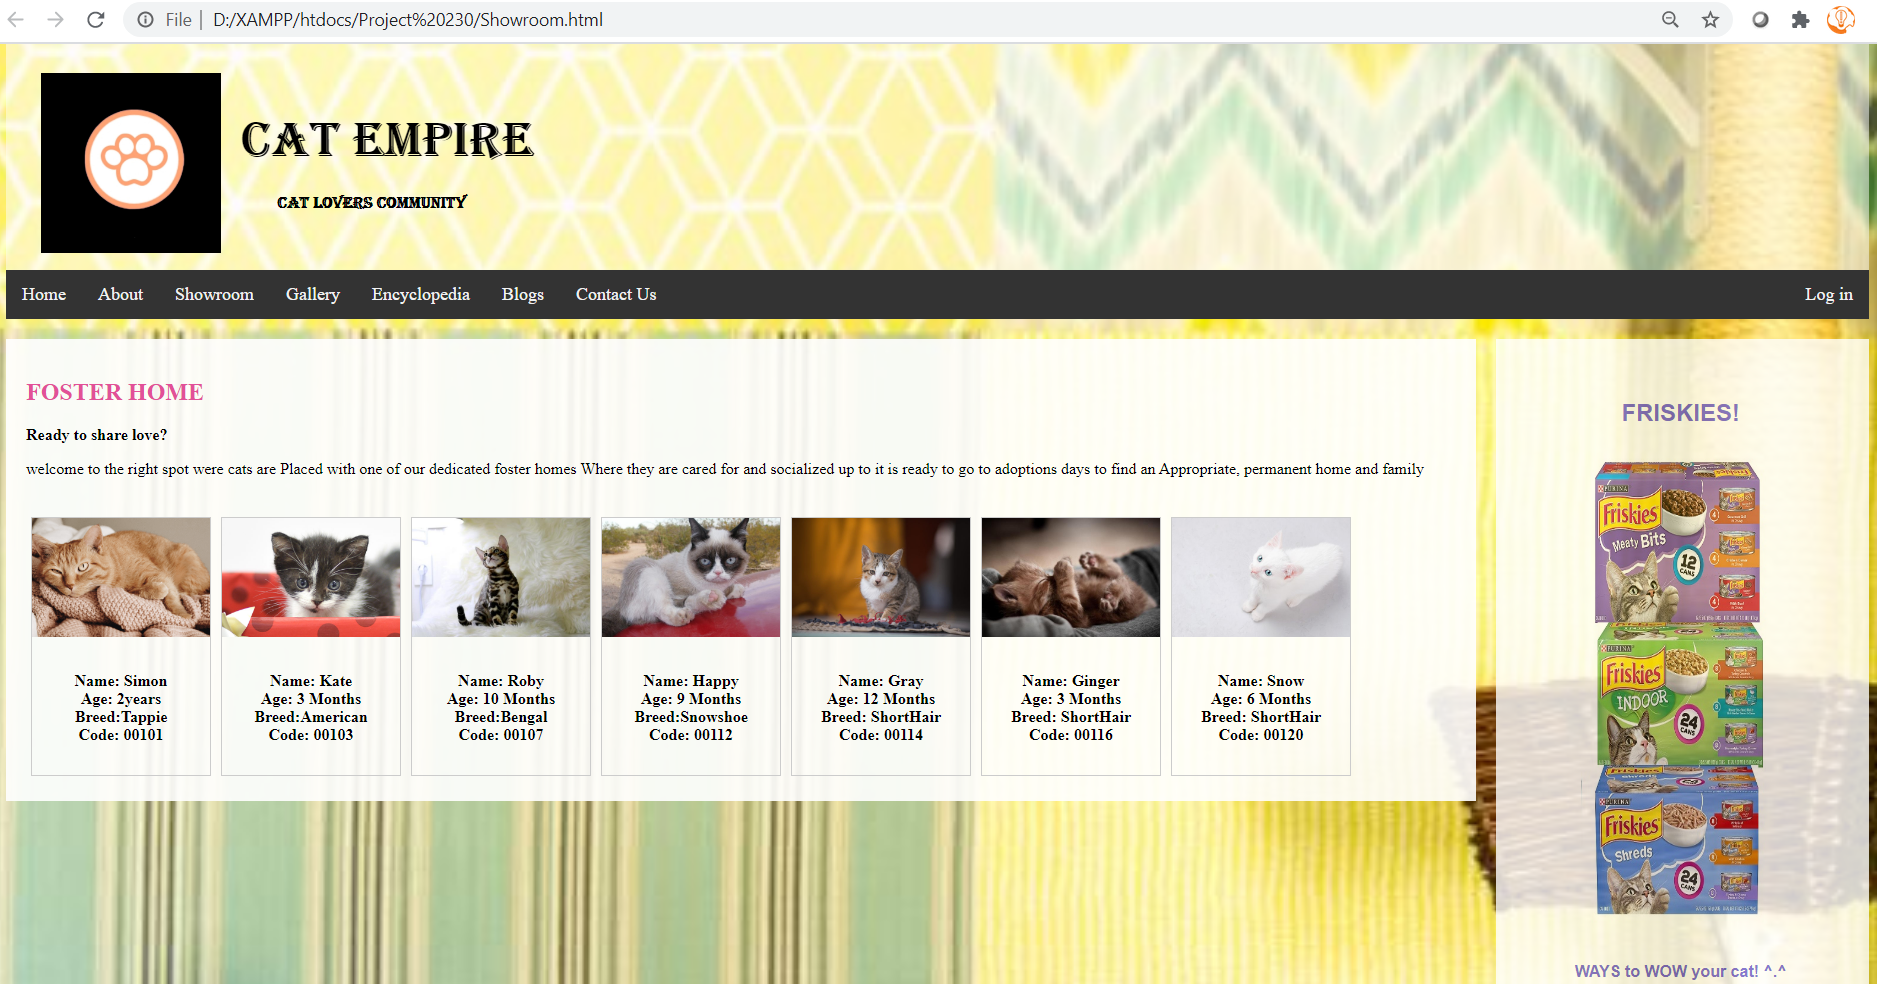 File | D:/XAMPP/htdocs/Project%20230/Showroom.html
CAT EMPIRE
CAT LOVERS COMMUNITY
Home About Showroom Gallery Encyclopedia Blogs Contact Us Log in
FOSTER HOME
Ready to share love?
welcome to the right spot were cats are Placed with one of our dedicated foster homes Where they are cared for and socialized up to it is ready to go to adoptions days to find an Appropriate, permanent home and family
Name: Simon
Age: 2years
Breed:Tappie
Code: 00101
Name: Kate
Age: 3 Months
Breed:American
Code: 00103
Name: Roby
Age: 10 Months
Breed:Bengal
Code: 00107
Name: Happy
Age: 9 Months
Breed:Snowshoe
Code: 00112
Name: Gray
Age: 12 Months
Breed: ShortHair
Code: 00114
Name: Ginger
Age: 3 Months
Breed: ShortHair
Code: 00116
Name: Snow
Age: 6 Months
Breed: ShortHair
Code: 00120
FRISKIES!
PURINA
Friskies
Meaty Bits
12
CANS
PURINA
Friskies
INDOOR
24
CANS
PURINA
Friskies
Shreds
24
CANS
WAYS to WOW your cat! ^.^